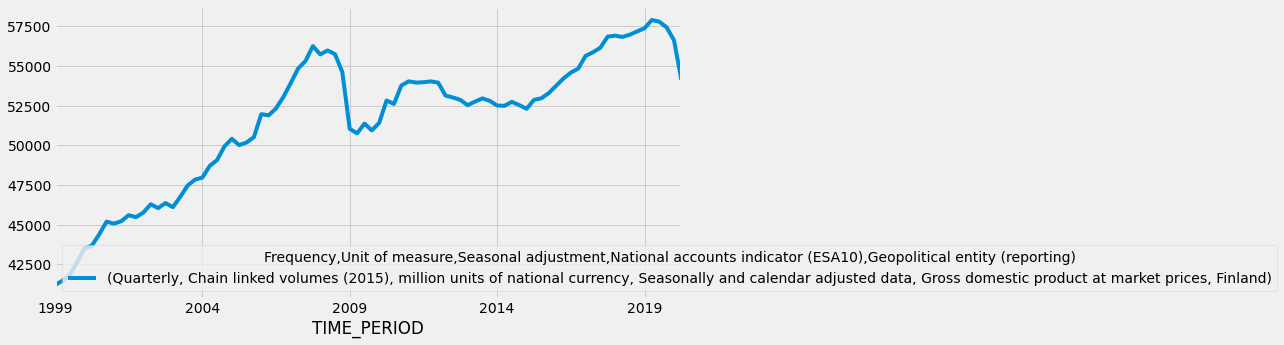 57500
55000
52500
50000
47500
45000
42500
Frequency,Unit of measure,Seasonal adjustment,National accounts indicator (ESA10),Geopolitical entity (reporting)
(Quarterly, Chain linked volumes (2015), million units of national currency, Seasonally and calendar adjusted data, Gross domestic product at market prices, Finland)
1999 2004 2009 2014 2019
TIME_PERIOD